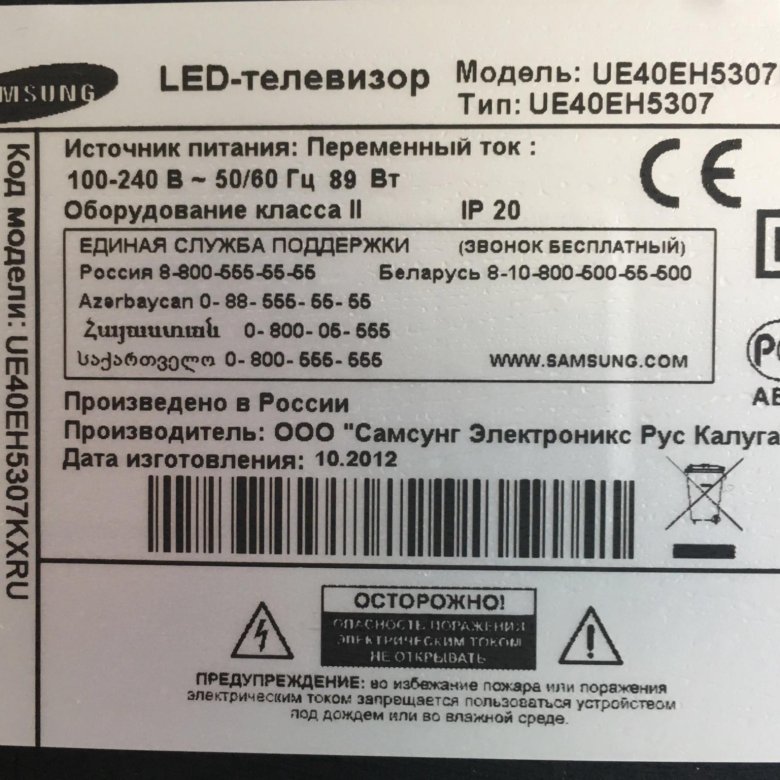 SAMSUNG
LED-телевизор
Модель: UE40EH5307
Тип: UE40EH5307
Код модели: UE40EH5307KXRU
Источник питания: Переменный ток :
100-240 В ~ 50/60 Гц 89 Вт
Оборудование класса II IP 20
ЕДИНАЯ СЛУЖБА ПОДДЕРЖКИ (ЗВОНОК БЕСПЛАТНЫЙ)
Россия 8-800-555-55-55 Беларусь 8-10-800-500-55-500
Azərbaycan 0- 88- 555- 55- 55
Հայաստան 0- 800- 05- 555
საქართველო 0- 800- 555- 555 WWW.SAMSUNG.COM
Произведено в России
Производитель: ООО "Самсунг Электроникс Рус Калуга
Дата изготовления: 10.2012
CE
ОСТОРОЖНО!
ОПАСНОСТЬ ПОРАЖЕНИЯ
ЭЛЕКТРИЧЕСКИМ ТОКОМ
НЕ ОТКРЫВАТЬ
ПРЕДУПРЕЖДЕНИЕ: во избежание пожара или поражения
электрическим током запрещается пользоваться устройством
под дождем или во влажной среде.